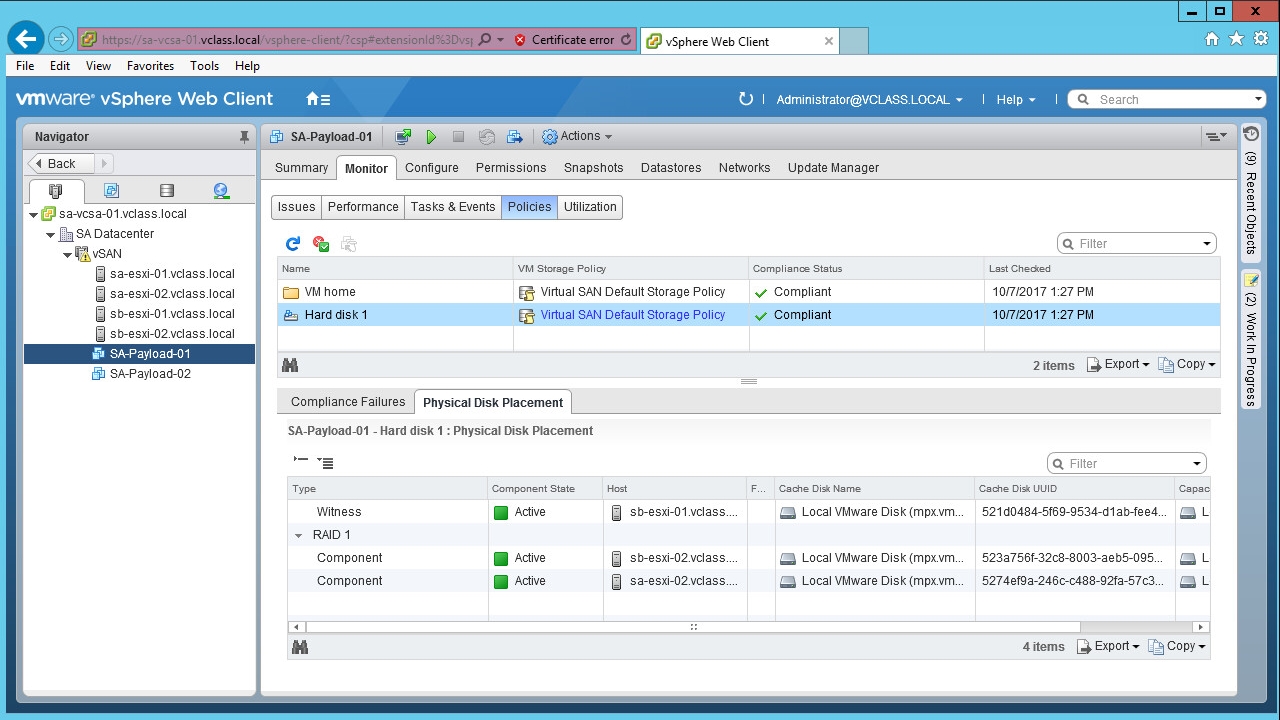 https://sa-vcsa-01.vclass.local/vsphere-client/?csp#extensionId%3Dvsp
Certificate error
vSphere Web Client
File Edit View Favorites Tools Help
vmware® vSphere Web Client
Administrator@VCLASS.LOCAL
Help
Search
Navigator
Back
sa-vcsa-01.vclass.local
SA Datacenter
vSAN
sa-esxi-01.vclass.local
sa-esxi-02.vclass.local
sb-esxi-01.vclass.local
sb-esxi-02.vclass.local
SA-Payload-01
SA-Payload-02
SA-Payload-01
Actions
Summary Monitor Configure Permissions Snapshots Datastores Networks Update Manager
Issues Performance Tasks & Events Policies Utilization
Filter
Name VM Storage Policy Compliance Status Last Checked
VM home Virtual SAN Default Storage Policy Compliant 10/7/2017 1:27 PM
Hard disk 1 Virtual SAN Default Storage Policy Compliant 10/7/2017 1:27 PM
2 items Export Copy
Compliance Failures Physical Disk Placement
SA-Payload-01 - Hard disk 1 : Physical Disk Placement
Filter
Type Component State Host F... Cache Disk Name Cache Disk UUID Capac
Witness Active sb-esxi-01.vclass.... Local VMware Disk (mpx.vm... 521d0484-5f69-9534-d1ab-fee4... L
RAID 1
Component Active sb-esxi-02.vclass.... Local VMware Disk (mpx.vm... 523a756f-32c8-8003-aeb5-095... L
Component Active sa-esxi-02.vclass.... Local VMware Disk (mpx.vm... 5274ef9a-246c-c488-92fa-57c3... L
4 items Export Copy
(9) Recent Objects
(2) Work In Progress